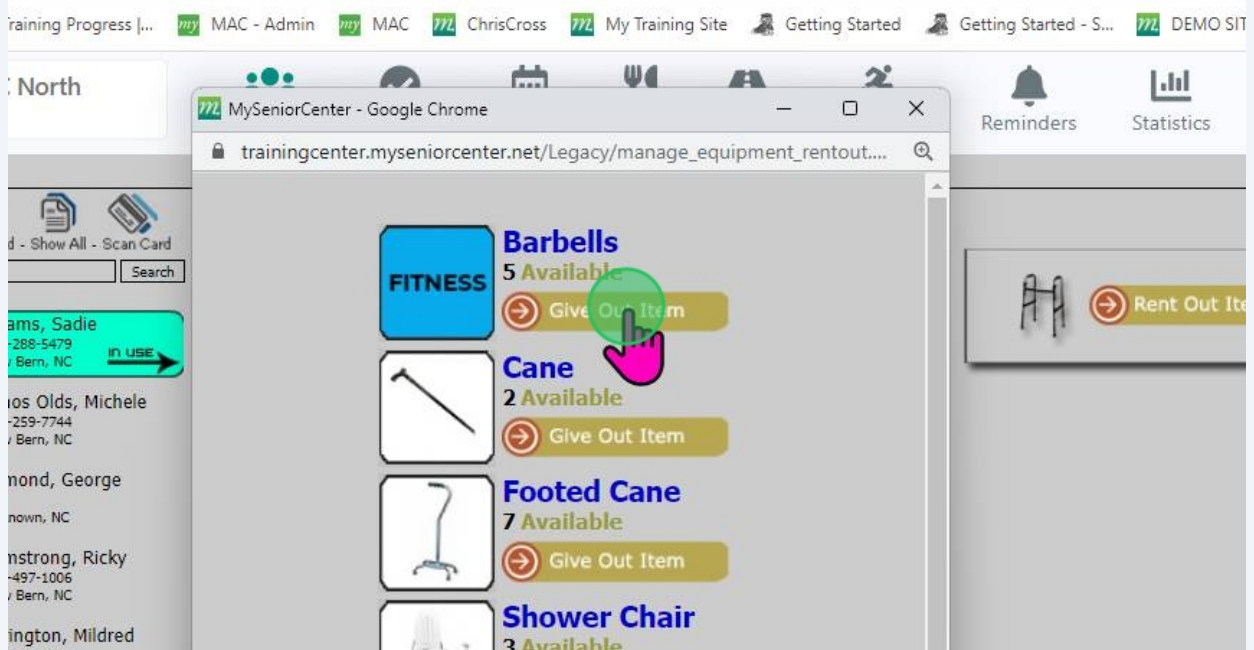 raining Progress |... MAC - Admin MAC ChrisCross My Training Site Getting Started Getting Started - S... DEMO SIT
North
Reminders Statistics
MySeniorCenter - Google Chrome
trainingcenter.myseniorcenter.net/Legacy/manage_equipment_rentout....
d - Show All - Scan Card
Search
ams, Sadie
-288-5479
Bern, NC
IN USE
nos Olds, Michele
-259-7744
Bern, NC
mond, George
nown, NC
mstrong, Ricky
-497-1006
Bern, NC
ington, Mildred
FITNESS
Barbells
5 Available
Give Out Item
Cane
2 Available
Give Out Item
Footed Cane
7 Available
Give Out Item
Shower Chair
3 Available
Rent Out Ite